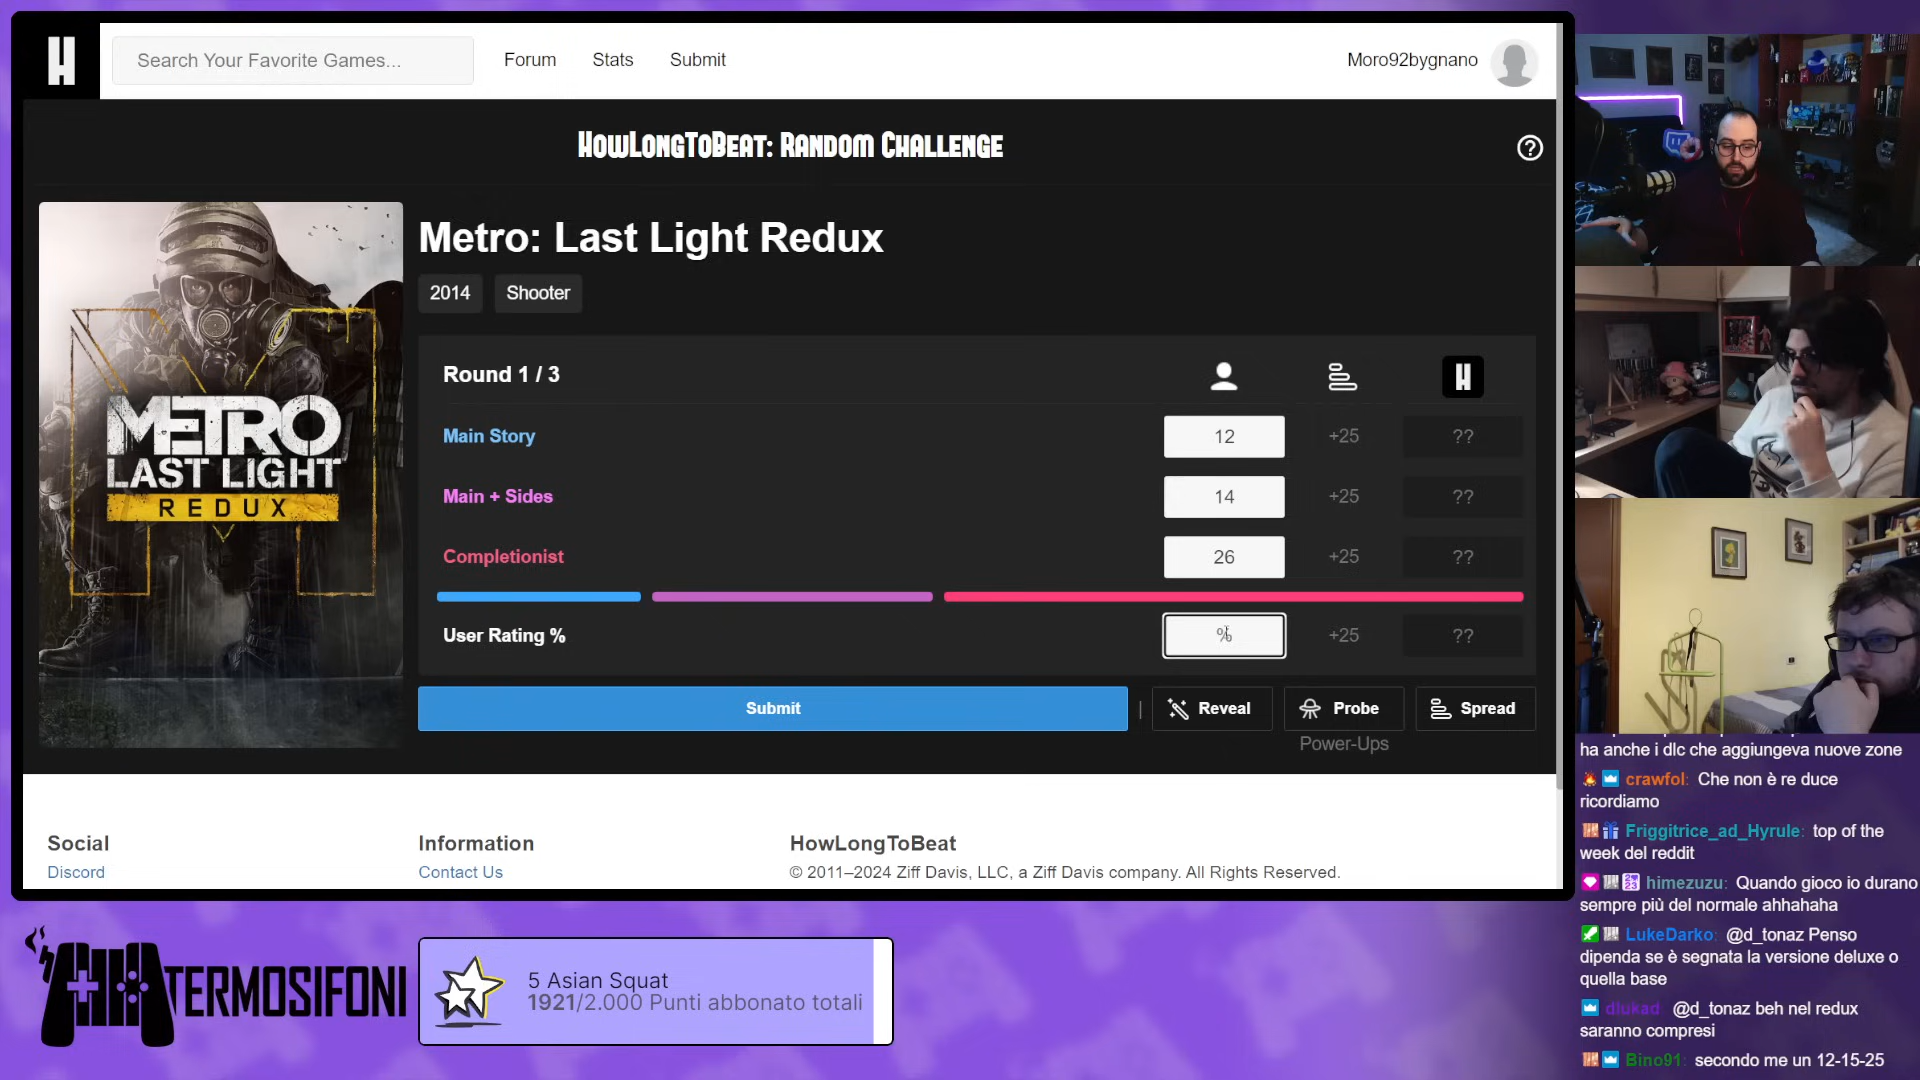 H
Search Your Favorite Games...
Forum
Stats
Submit
Moro92bygnano
HowLongToBeat: Random Challenge
?
METRO
LAST LIGHT
REDUX
Metro: Last Light Redux
2014
Shooter
Round 1 / 3
H
Main Story
12
+25
??
Main + Sides
14
+25
??
Completionist
26
+25
??
User Rating %
%
+25
??
Submit
|
Reveal
Probe
Spread
Power-Ups
Social
Discord
Information
Contact Us
HowLongToBeat
© 2011–2024 Ziff Davis, LLC, a Ziff Davis company. All Rights Reserved.
TERMOSIFONI
5 Asian Squat
1921/2.000 Punti abbonato totali
ha anche i dlc che aggiungeva nuove zone
crawfol: Che non è re duce
ricordiamo
Friggitrice_ad_Hyrule: top of the
week del reddit
himezuzu: Quando gioco io durano
sempre più del normale ahhahaha
LukeDarko: @d_tonaz Penso
dipenda se è segnata la versione deluxe o
quella base
dlukad @d_tonaz beh nel redux
saranno compresi
Bino91: secondo me un 12-15-25